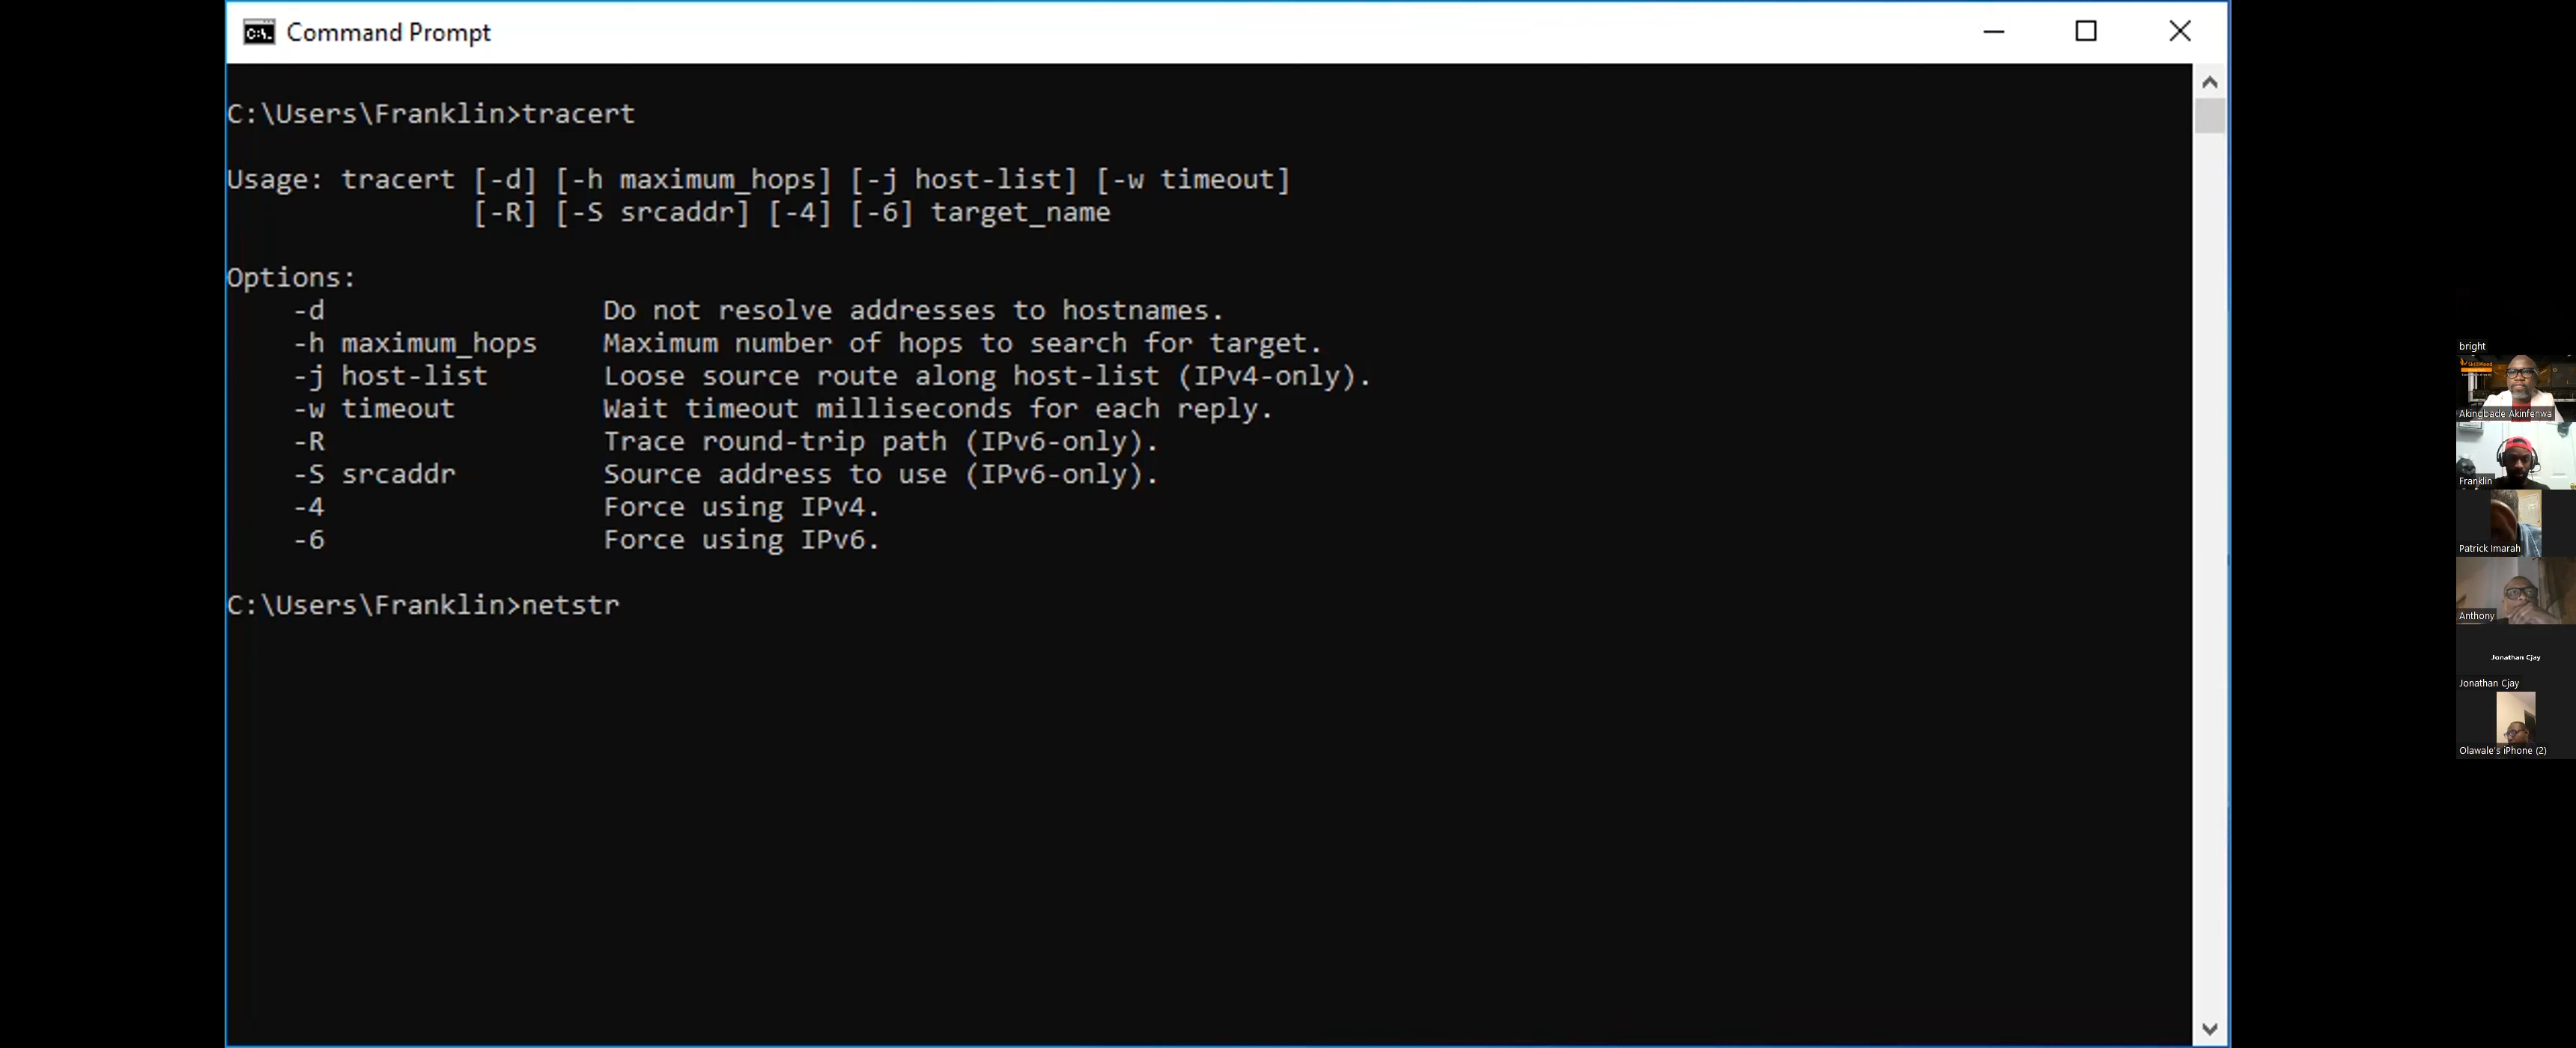 Command Prompt
C:\Users\Franklin>tracert
Usage: tracert [-d] [-h maximum_hops] [-j host-list] [-w timeout]
[-R] [-S srcaddr] [-4] [-6] target_name
Options:
-d Do not resolve addresses to hostnames.
-h maximum_hops Maximum number of hops to search for target.
-j host-list Loose source route along host-list (IPv4-only).
-w timeout Wait timeout milliseconds for each reply.
-R Trace round-trip path (IPv6-only).
-S srcaddr Source address to use (IPv6-only).
-4 Force using IPv4.
-6 Force using IPv6.
C:\Users\Franklin>netstr
bright
Akingbade Akinfenwa
Franklin
Patrick Imarah
Anthony
Jonathan Cjay
Jonathan Cjay
Olawale's iPhone (2)